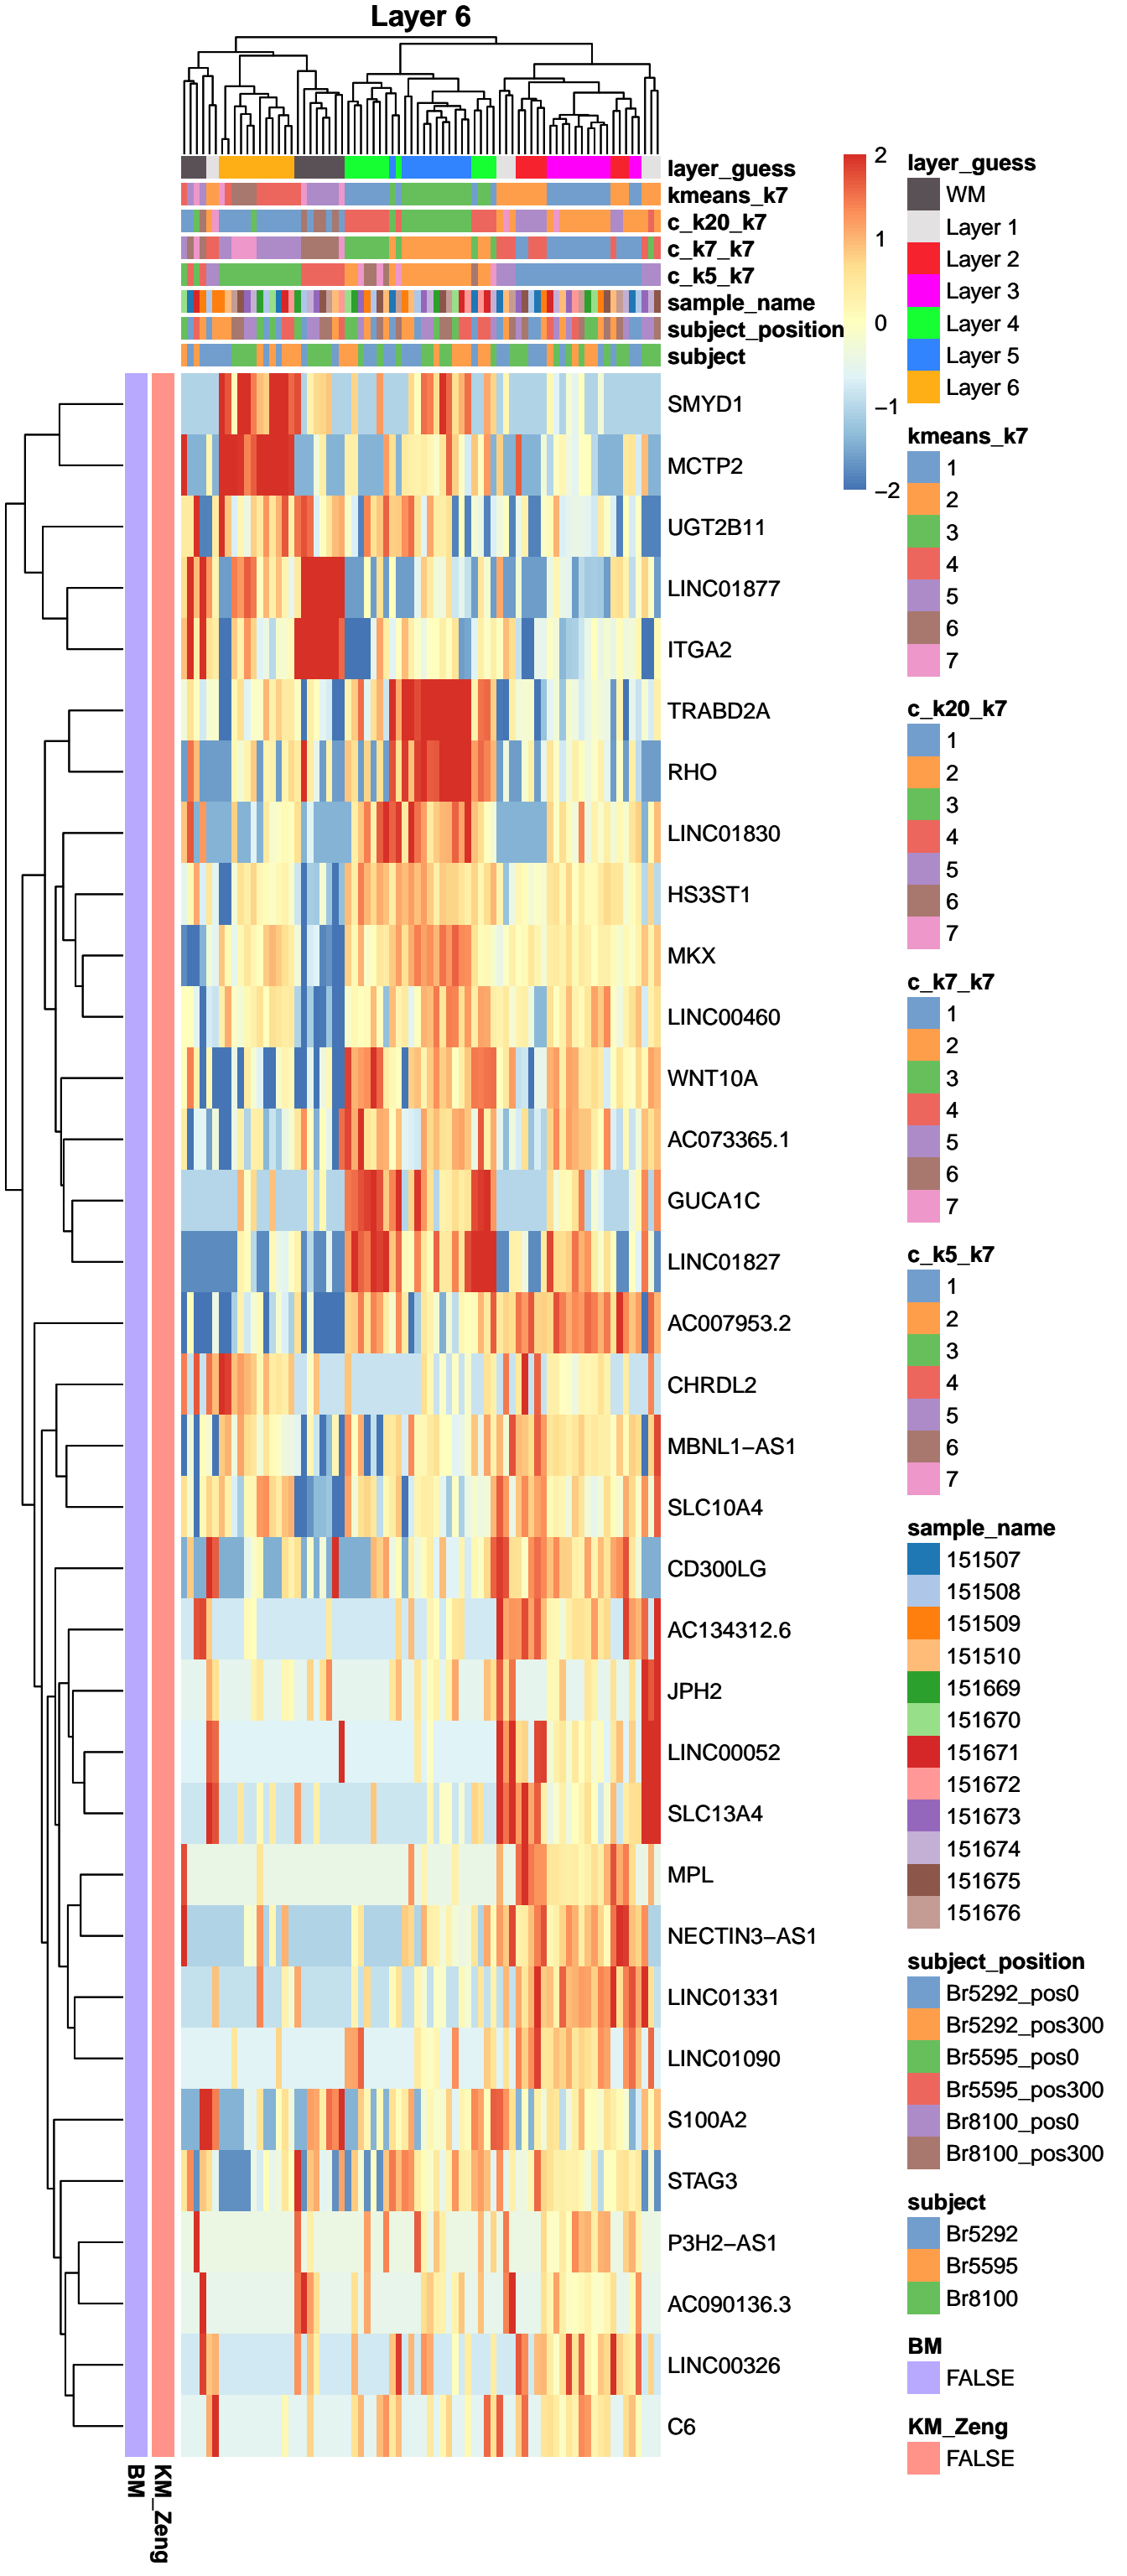 Layer 6
layer_guess
kmeans_k7
c_k20_k7
c_k7_k7
c_k5_k7
sample_name
subject_position
subject
SMYD1
MCTP2
UGT2B11
LINC01877
ITGA2
TRABD2A
RHO
LINC01830
HS3ST1
MKX
LINC00460
WNT10A
AC073365.1
GUCA1C
LINC01827
AC007953.2
CHRDL2
MBNL1−AS1
SLC10A4
CD300LG
AC134312.6
JPH2
LINC00052
SLC13A4
MPL
NECTIN3−AS1
LINC01331
LINC01090
S100A2
STAG3
P3H2−AS1
AC090136.3
LINC00326
C6
BM
KM_Zeng
2
1
0
−1
−2
layer_guess
WM
Layer 1
Layer 2
Layer 3
Layer 4
Layer 5
Layer 6
kmeans_k7
1
2
3
4
5
6
7
c_k20_k7
1
2
3
4
5
6
7
c_k7_k7
1
2
3
4
5
6
7
c_k5_k7
1
2
3
4
5
6
7
sample_name
151507
151508
151509
151510
151669
151670
151671
151672
151673
151674
151675
151676
subject_position
Br5292_pos0
Br5292_pos300
Br5595_pos0
Br5595_pos300
Br8100_pos0
Br8100_pos300
subject
Br5292
Br5595
Br8100
BM
FALSE
KM_Zeng
FALSE